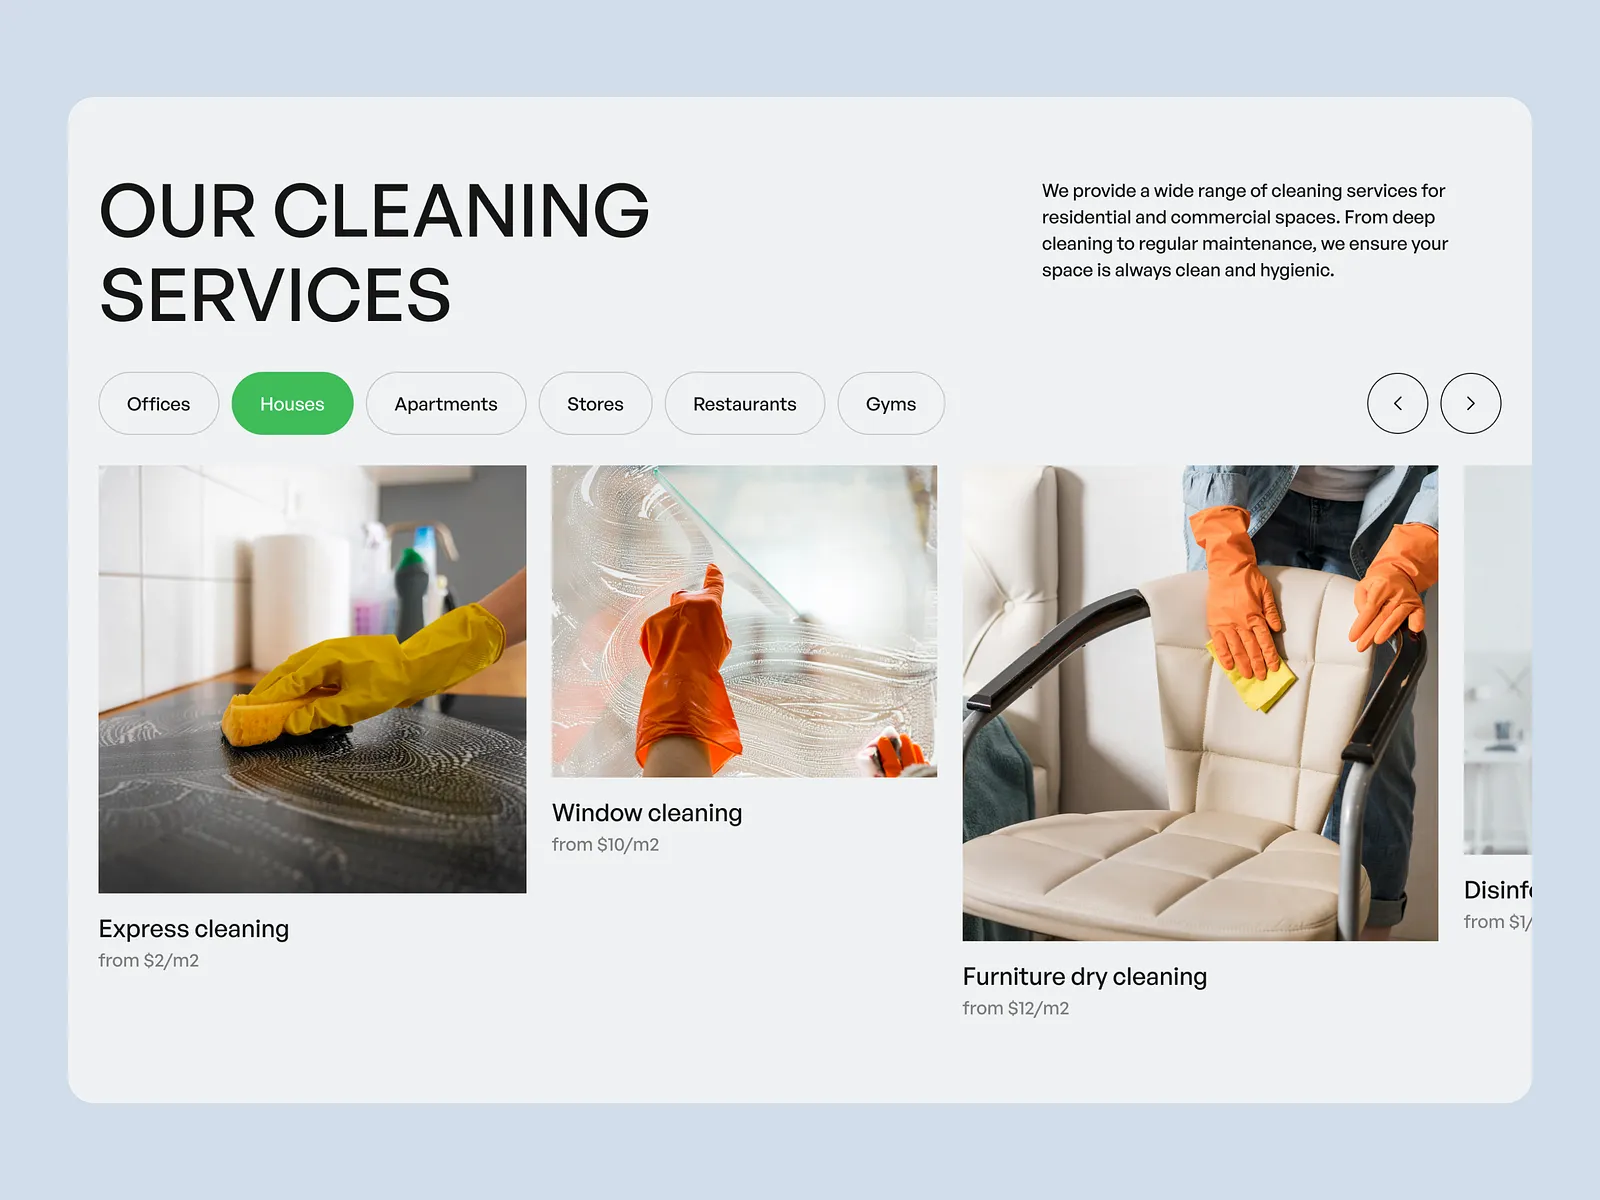 OUR CLEANING
SERVICES
We provide a wide range of cleaning services for
residential and commercial spaces. From deep
cleaning to regular maintenance, we ensure your
space is always clean and hygienic.
Offices
Houses
Apartments
Stores
Restaurants
Gyms
Express cleaning
from $2/m2
Window cleaning
from $10/m2
Furniture dry cleaning
from $12/m2
from $1/